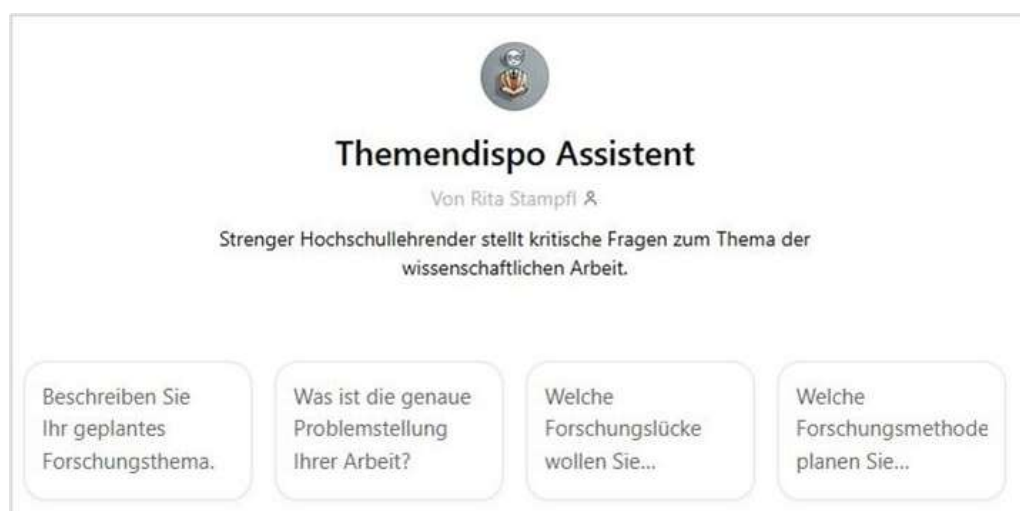 Themendispo Assistent
Von Rita Stampfl
Strenger Hochschullehrender stellt kritische Fragen zum Thema der
wissenschaftlichen Arbeit.
Beschreiben Sie
Ihr geplantes
Forschungsthema.
Was ist die genaue
Problemstellung
Ihrer Arbeit?
Welche
Forschungslücke
wollen Sie...
Welche
Forschungsmethode
planen Sie...